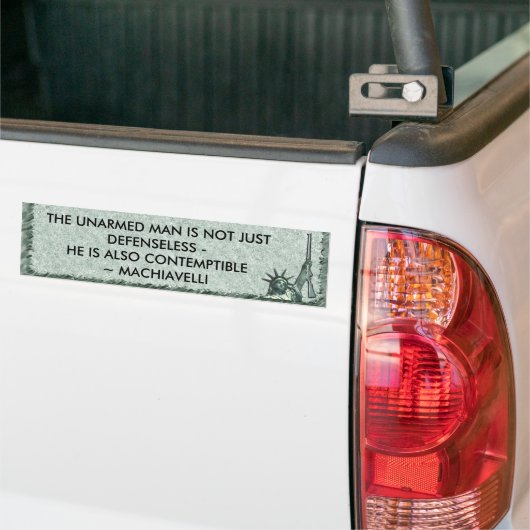 THE UNARMED MAN IS NOT JUST
DEFENSELESS -
HE IS ALSO CONTEMPTIBLE
~ MACHIAVELLI